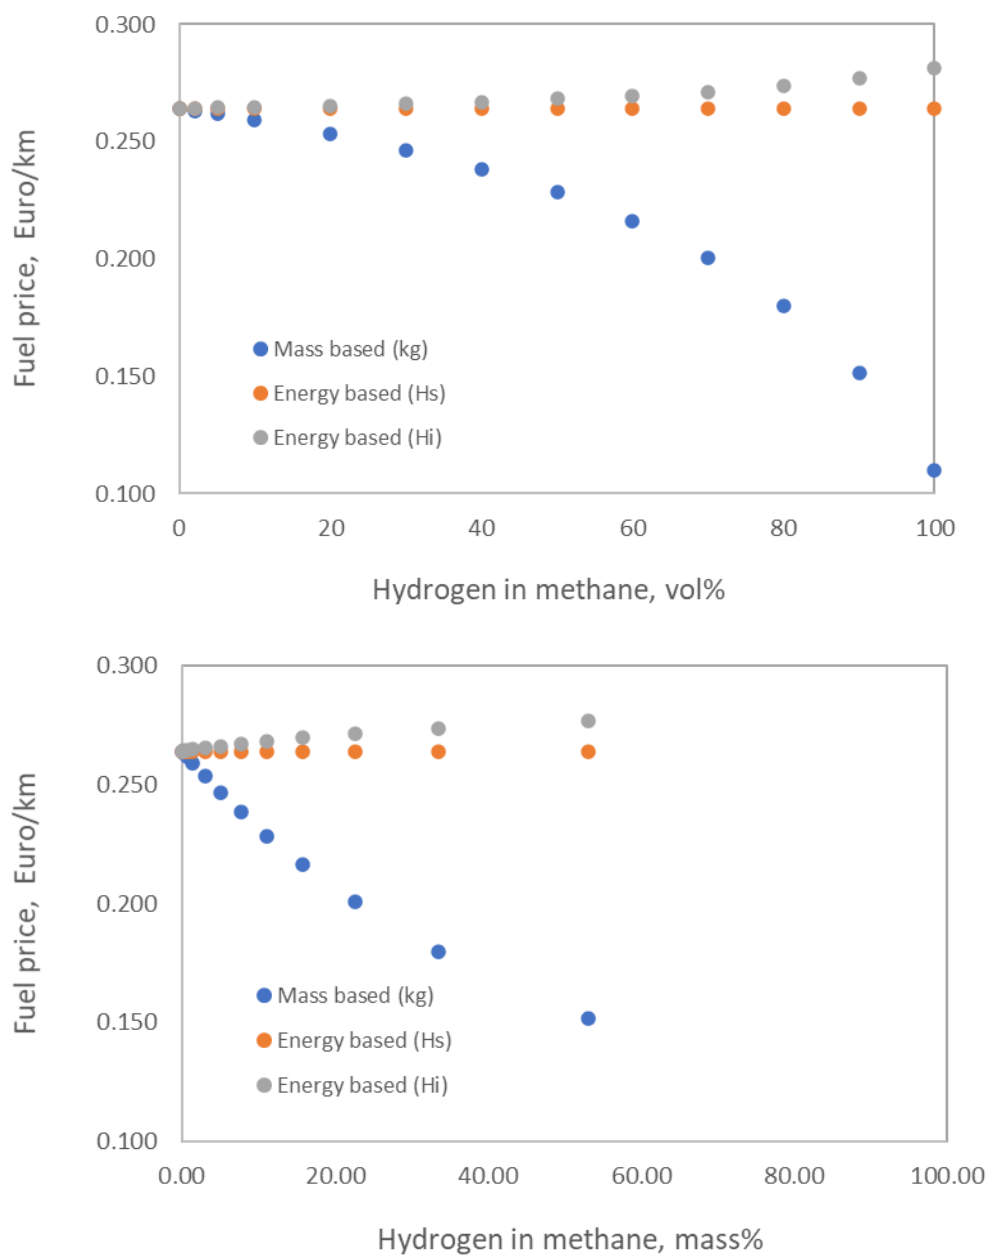 0.300
0.250
0.200
0.150
0.100
Fuel price, Euro/km
Mass based (kg)
Energy based (Hs)
Energy based (Hi)
0 20 40 60 80 100
Hydrogen in methane, vol%
0.300
0.250
0.200
0.150
0.100
Fuel price, Euro/km
Mass based (kg)
Energy based (Hs)
Energy based (Hi)
0.00 20.00 40.00 60.00 80.00 100.00
Hydrogen in methane, mass%